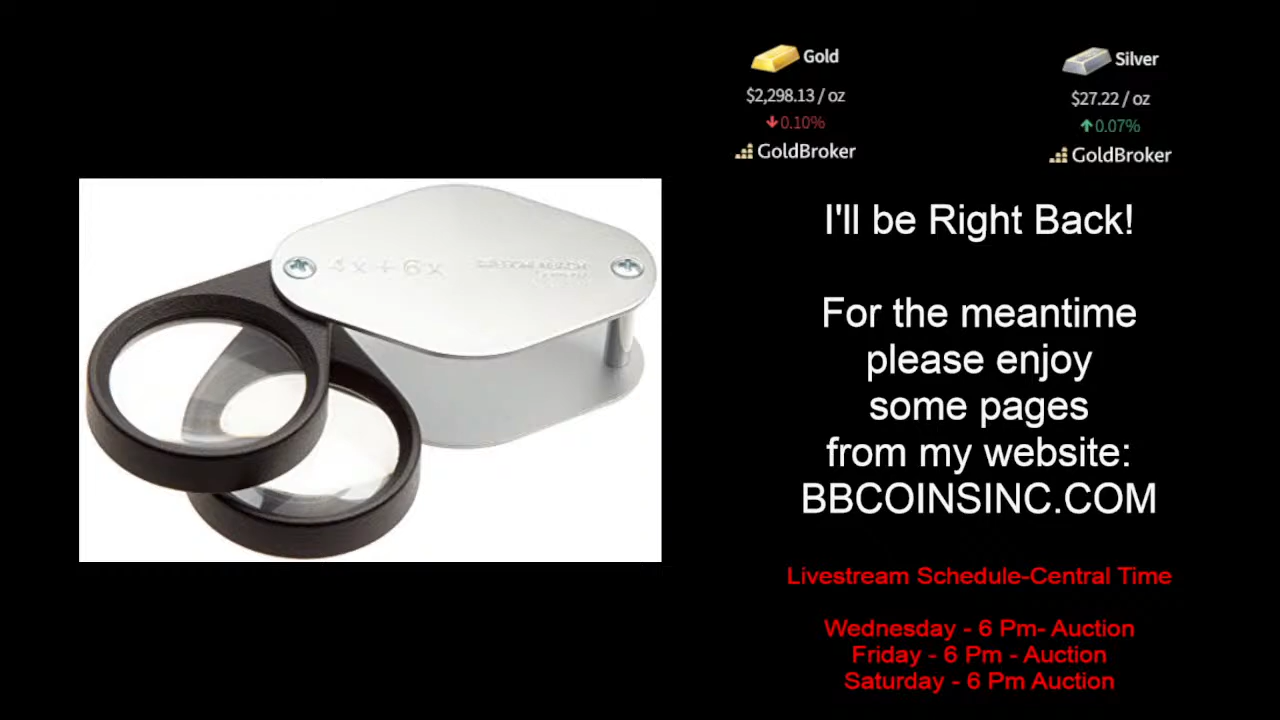 Gold
$2,298.13 / oz
↓0.10%
GoldBroker
Silver
$27.22 / oz
↑0.07%
GoldBroker
4x+6x
I'll be Right Back!
For the meantime
please enjoy
some pages
from my website:
BBCOINSINC.COM
Livestream Schedule-Central Time
Wednesday - 6 Pm- Auction
Friday - 6 Pm - Auction
Saturday - 6 Pm Auction